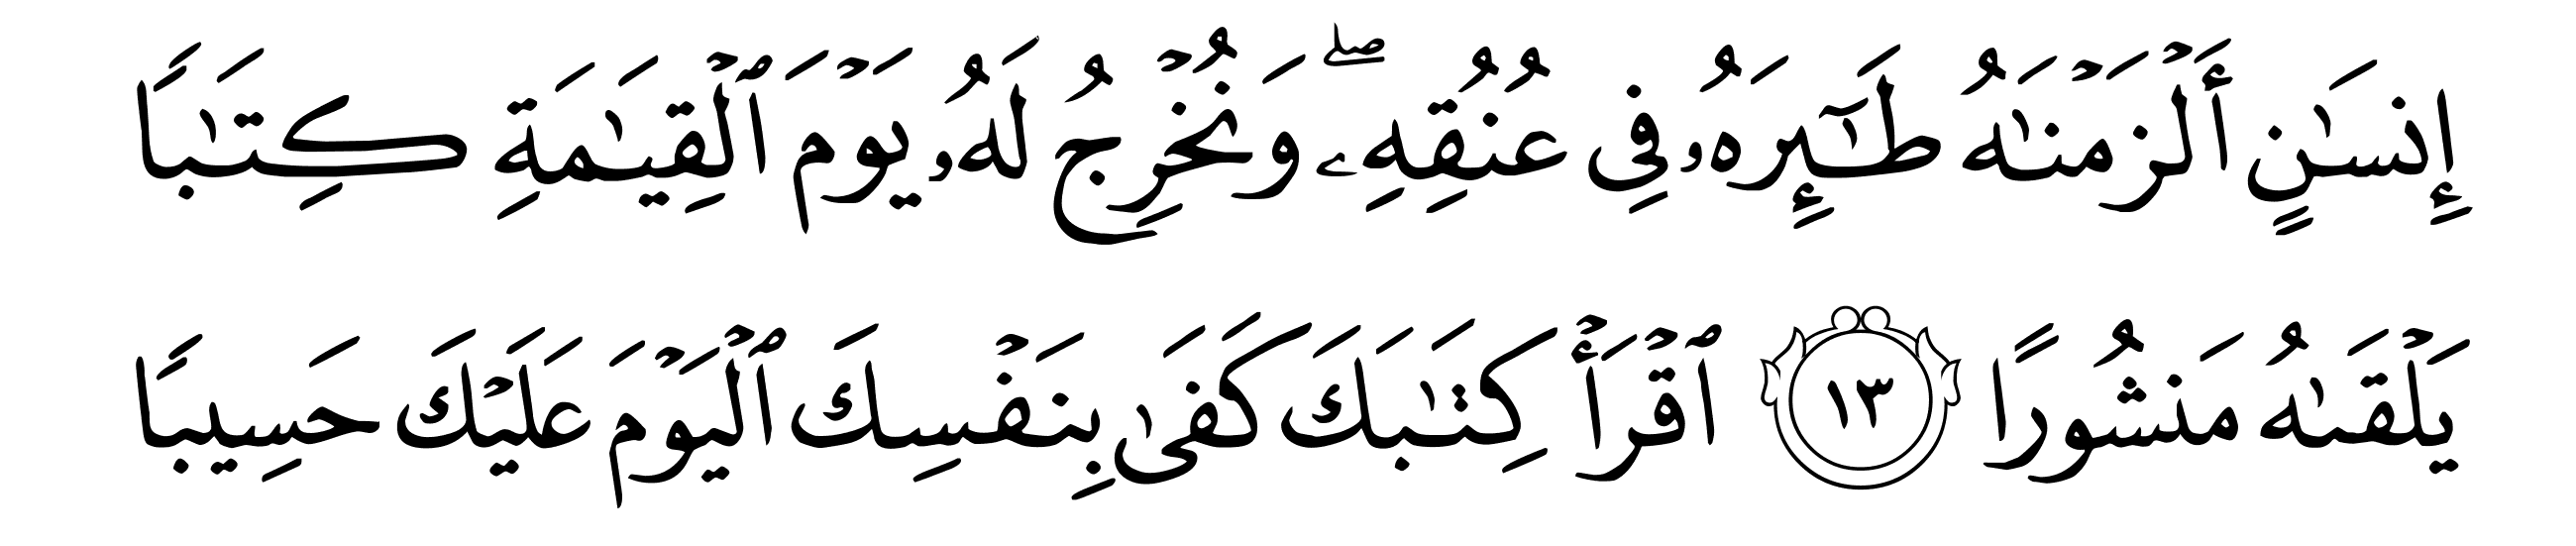 إِنسَٰنٍ أَلْزَمْنَٰهُ طَٰٓئِرَهُۥ فِى عُنُقِهِۦ ۖ وَنُخْرِجُ لَهُۥ يَوْمَ ٱلْقِيَٰمَةِ كِتَٰبًا
يَلْقَىٰهُ مَنشُورًا ١٣ ٱقْرَأْ كِتَٰبَكَ كَفَىٰ بِنَفْسِكَ ٱلْيَوْمَ عَلَيْكَ حَسِيبًا